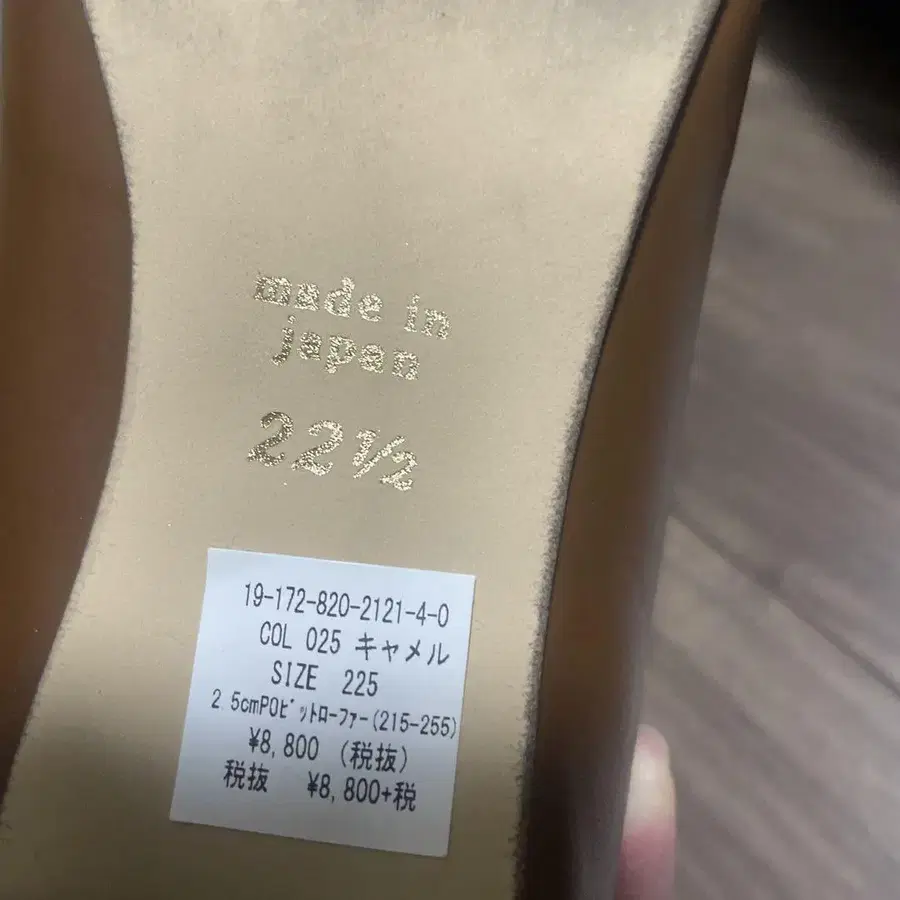 made in
japan
22½
19-172-820-2121-4-0
COL 025 キャメル
SIZE 225
2 5cmPOﾋﾞｯﾄﾛｰﾌｧｰ(215-255)
¥8,800 (税抜)
税抜 ¥8,800+税